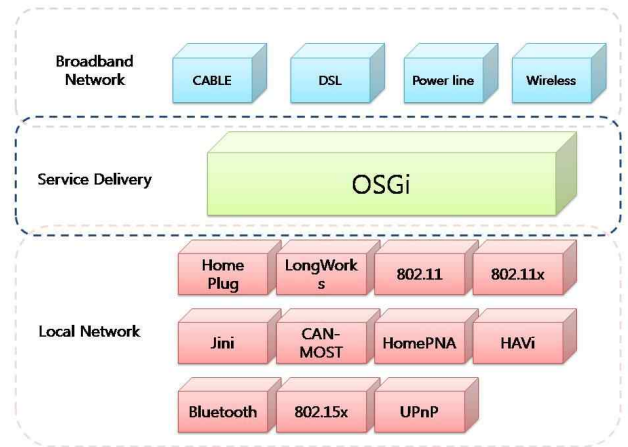 Broadband
Network
CABLE
DSL
Power line
Wireless
Service Delivery
OSGi
Local Network
Home
Plug
LongWork
s
802.11
802.11x
Jini
CAN-
MOST
HomePNA
HAVi
Bluetooth
802.15x
UPnP